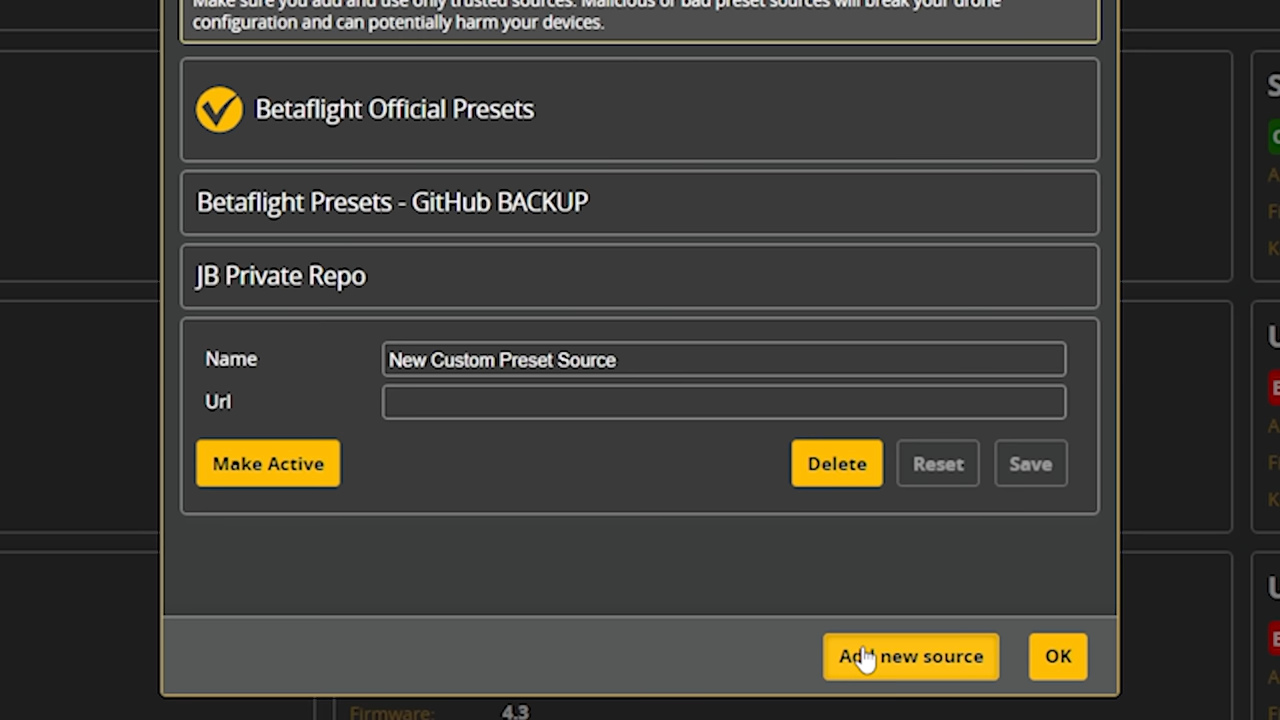 Make sure you add and use only trusted sources. Malicious or bad preset sources will break your drone
configuration and can potentially harm your devices.
Betaflight Official Presets
Betaflight Presets - GitHub BACKUP
JB Private Repo
Name
New Custom Preset Source
Url
Make Active
Delete
Reset
Save
Add new source
OK
Firmware:
4.3